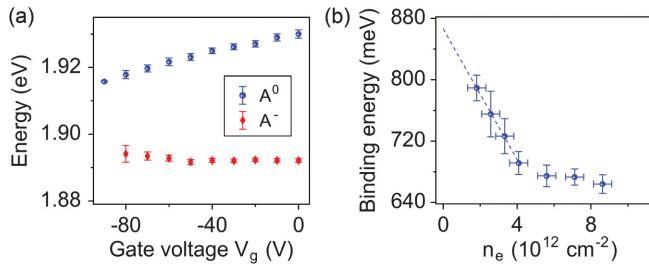 (a)
Energy (eV)
1.92
1.90
1.88
A⁰
A⁻
-80
-40
0
Gate voltage Vg (V)
(b)
Binding energy (meV)
880
800
720
640
0
4
8
nₑ (10¹² cm⁻²)